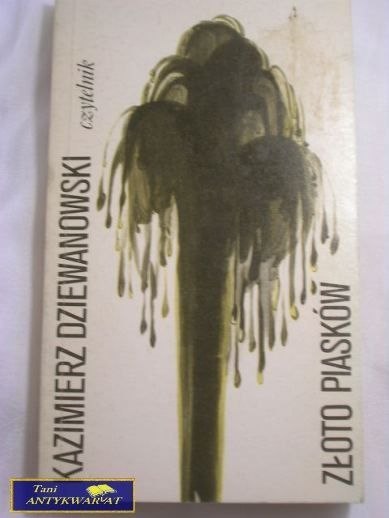 KAZIMIERZ DZIEWANOWSKI
czytelnik
ZŁOTO PIASKÓW
Tani
ANTYKWARIAT